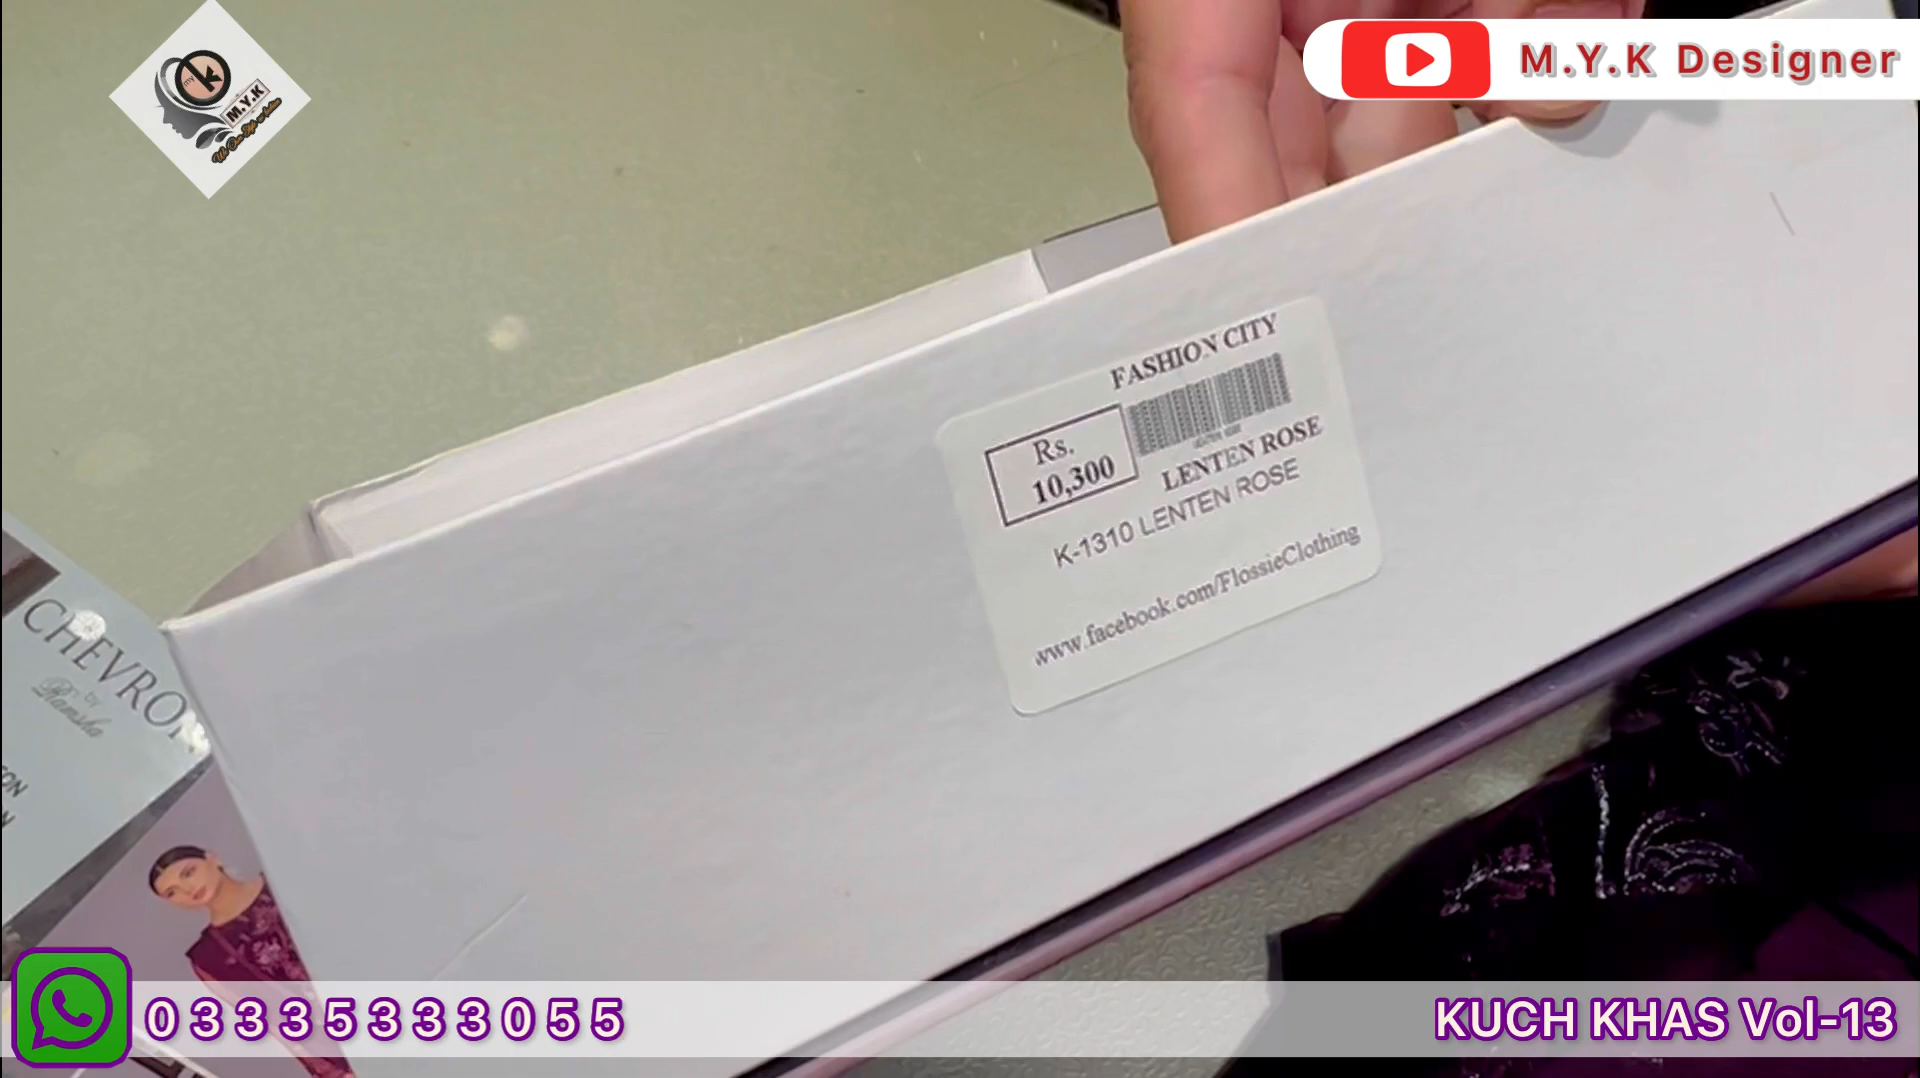 M.Y.K Designer
my k
M.Y.K
FASHION CITY
Rs.
10,300
LENTEN ROSE
K-1310 LENTEN ROSE
www.facebook.com/FlossieClothing
CHEVRON
by
Ramsha
03335333055
KUCH KHAS Vol-13